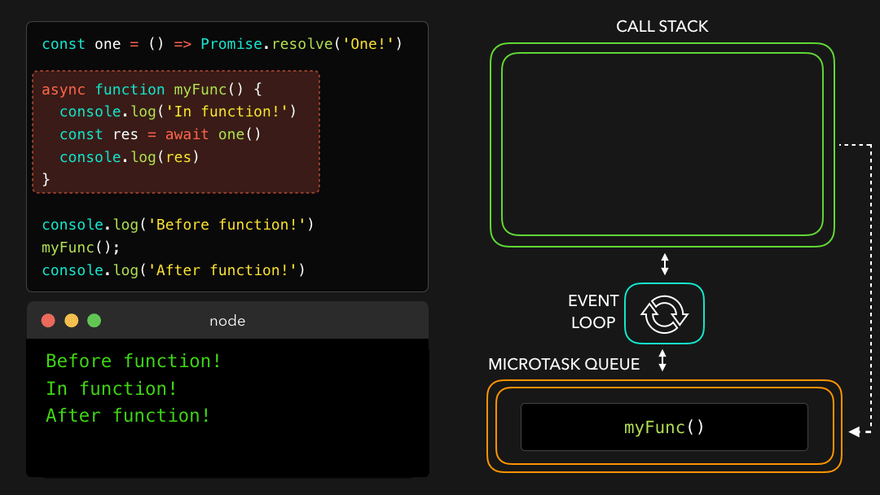 const one = () => Promise.resolve('One!')
async function myFunc() {
  console.log('In function!')
  const res = await one()
  console.log(res)
}
console.log('Before function!')
myFunc();
console.log('After function!')
node
Before function!
In function!
After function!
CALL STACK
EVENT
LOOP
MICROTASK QUEUE
myFunc()